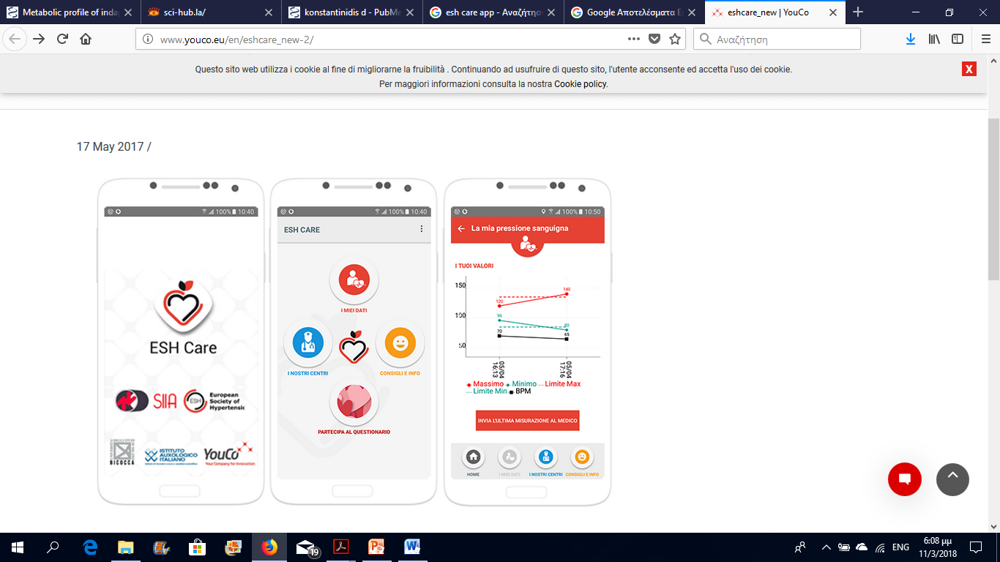 Metabolic profile of inda
sci-hub.la/
konstantinidis d - PubMe
esh care app - Αναζήτησ
Google Αποτελέσματα Ει
eshcare_new | YouCo
www.youco.eu/en/eshcare_new-2/
Αναζήτηση
Questo sito web utilizza i cookie al fine di migliorarne la fruibilità . Continuando ad usufruire di questo sito, l'utente acconsente ed accetta l'uso dei cookie.
X
Per maggiori informazioni consulta la nostra Cookie policy.
17 May 2017 /
100% 10:40
ESH Care
SIIA
ESH
European
Society of
Hypertensio
BICOCCA
ISTITUTO
AUXOLOGICO
ITALIANO
YouCo
Your Company for Innovation
100% 10:40
ESH CARE
I MIEI DATI
I NOSTRI CENTRI
CONSIGLI E INFO
PARTECIPA AL QUESTIONARIO
100% 10:50
La mia pressione sanguigna
I TUOI VALORI
150
100
50
120
140
96
80
70
65
05/04
16:13
05/04
17:16
Massimo Minimo Limite Max
Limite Min BPM
INVIA L'ULTIMA MISURAZIONE AL MEDICO
HOME
I MIEI DATI
I NOSTRI CENTRI
CONSIGLI E INFO
19
ENG
6:08 μμ
11/3/2018